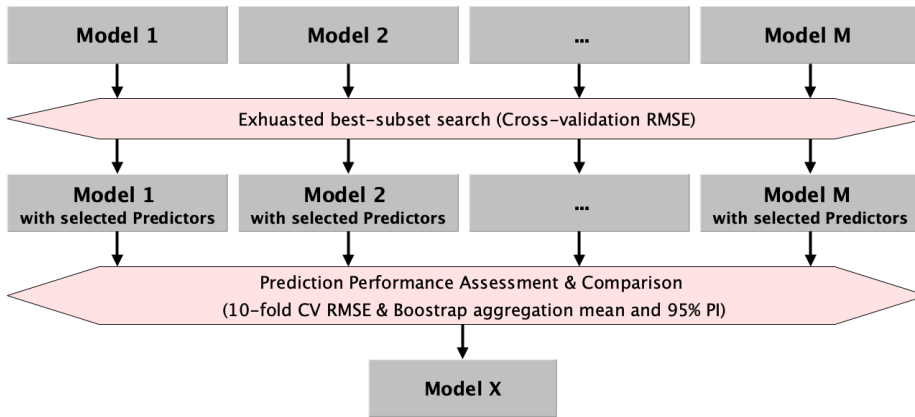 Model 1
Model 2
...
Model M
Exhuasted best-subset search (Cross-validation RMSE)
Model 1
with selected Predictors
Model 2
with selected Predictors
...
Model M
with selected Predictors
Prediction Performance Assessment & Comparison
(10-fold CV RMSE & Boostrap aggregation mean and 95% PI)
Model X